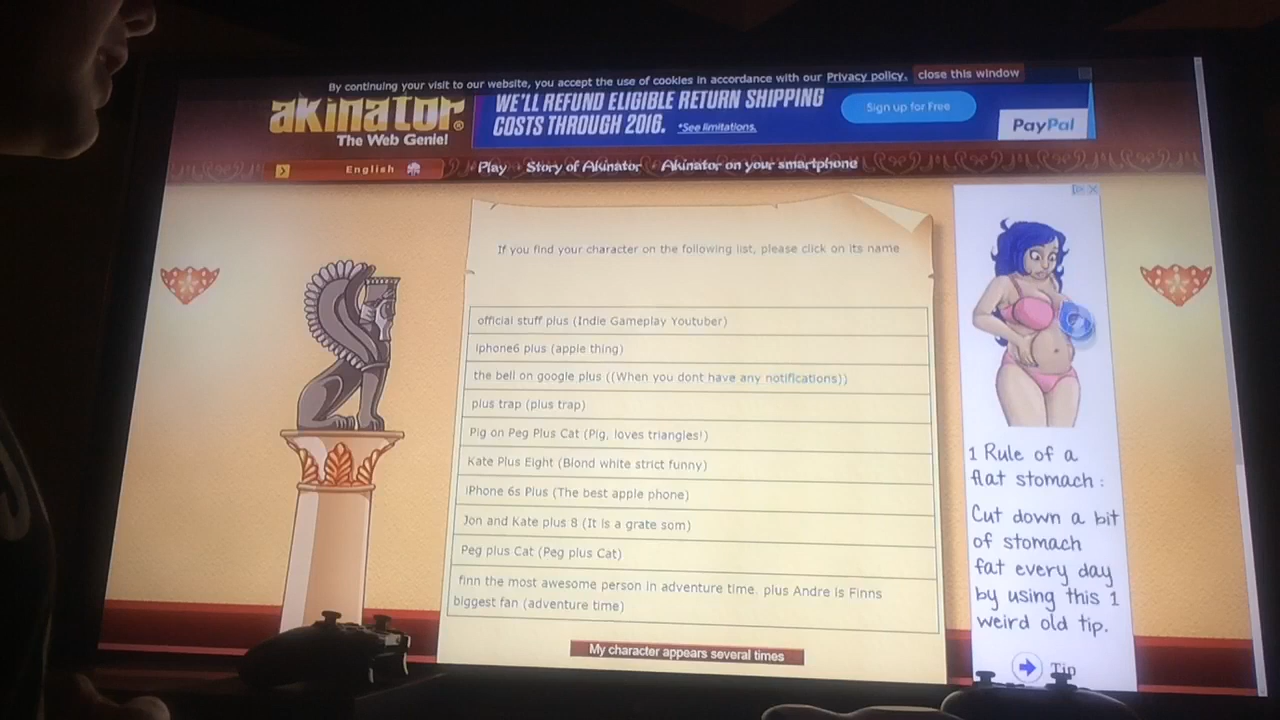 By continuing your visit to our website, you accept the use of cookies in accordance with our Privacy policy. close this window
akinator®
The Web Genie!
WE'LL REFUND ELIGIBLE RETURN SHIPPING
COSTS THROUGH 2016. *See limitations.
Sign up for Free
PayPal
English
Play Story of Akinator Akinator on your smartphone
If you find your character on the following list, please click on its name
official stuff plus (Indie Gameplay Youtuber)
iphone6 plus (apple thing)
the bell on google plus ((When you dont have any notifications))
plus trap (plus trap)
Pig on Peg Plus Cat (Pig, loves triangles!)
Kate Plus Eight (Blond white strict funny)
iPhone 6s Plus (The best apple phone)
Jon and Kate plus 8 (It is a grate som)
Peg plus Cat (Peg plus Cat)
finn the most awesome person in adventure time. plus Andre is Finns
biggest fan (adventure time)
My character appears several times
1 Rule of a
flat stomach :
Cut down a bit
of stomach
fat every day
by using this 1
weird old tip.
Tip